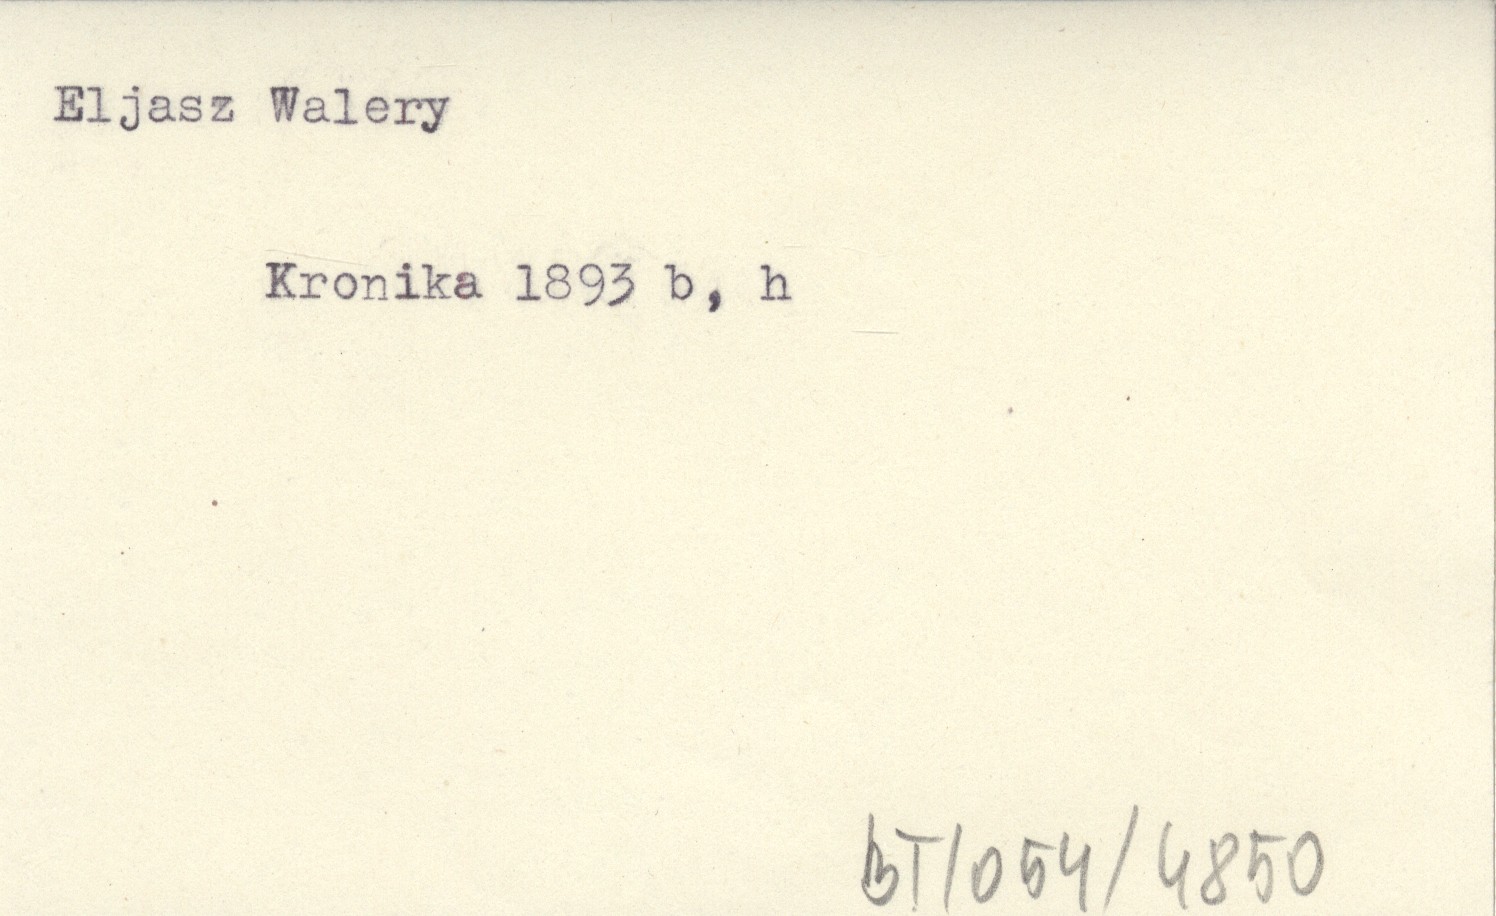 Eljasz Walery
Kronika 1893 b, h
BT/054/4850